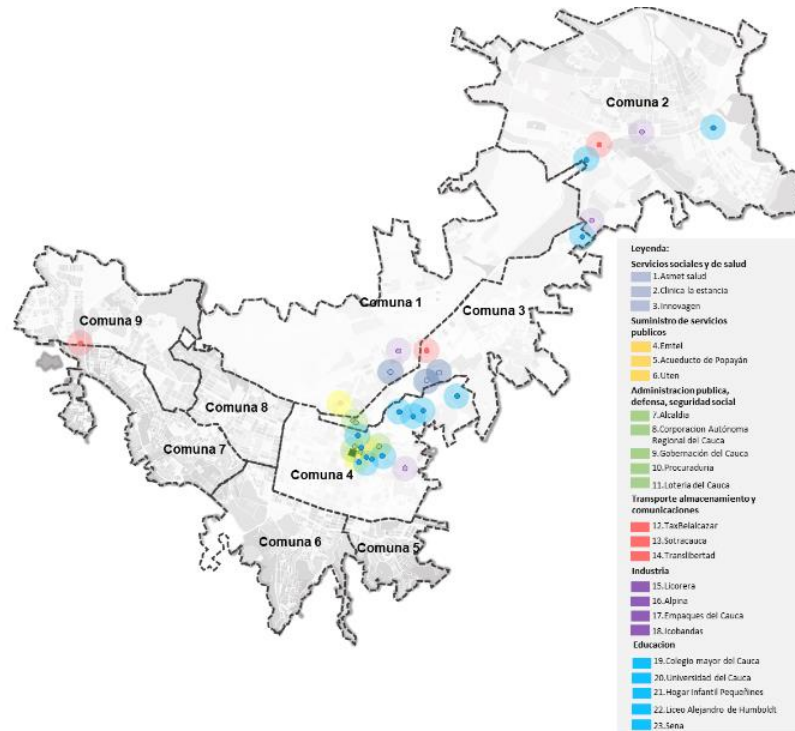 Comuna 2
Comuna 1
Comuna 3
Comuna 9
Comuna 8
Comuna 7
Comuna 4
Comuna 6
Comuna 5
Leyenda:
Servicios sociales y de salud
1.Asmet salud
2.Clinica la estancia
3.Innovagen
Suministro de servicios
publicos
4.Emtel
5.Acueducto de Popayán
6.Uten
Administracion publica,
defensa, seguridad social
7.Alcaldia
8.Corporacion Autónoma
Regional del Cauca
9.Gobernación del Cauca
10.Procuraduria
11.Loteria del Cauca
Transporte almacenamiento y
comunicaciones
12.TaxBelalcazar
13.Sotracauca
14.Translibertad
Industria
15.Licorera
16.Alpina
17.Empaques del Cauca
18.Icobandas
Educacion
19.Colegio mayor del Cauca
20.Universidad del Cauca
21.Hogar Infantil Pequeñines
22.Liceo Alejandro de Humboldt
23.Sena